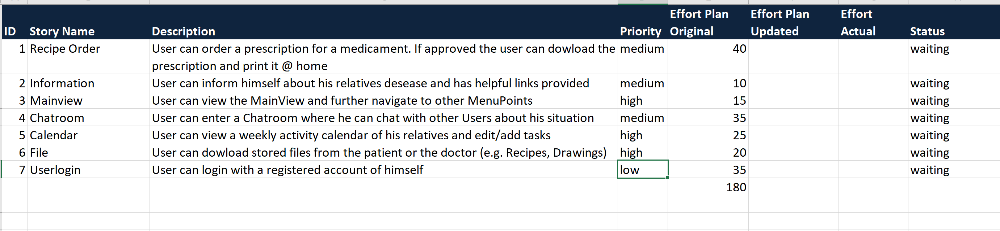 ID Story Name Description Priority Effort Plan Original Effort Plan Updated Effort Actual Status
1 Recipe Order User can order a prescription for a medicament. If approved the user can dowload the prescription and print it @ home medium 40 waiting
2 Information User can inform himself about his relatives desease and has helpful links provided medium 10 waiting
3 Mainview User can view the MainView and further navigate to other MenuPoints high 15 waiting
4 Chatroom User can enter a Chatroom where he can chat with other Users about his situation medium 35 waiting
5 Calendar User can view a weekly activity calendar of his relatives and edit/add tasks high 25 waiting
6 File User can dowload stored files from the patient or the doctor (e.g. Recipes, Drawings) high 20 waiting
7 Userlogin User can login with a registered account of himself low 35 waiting
180